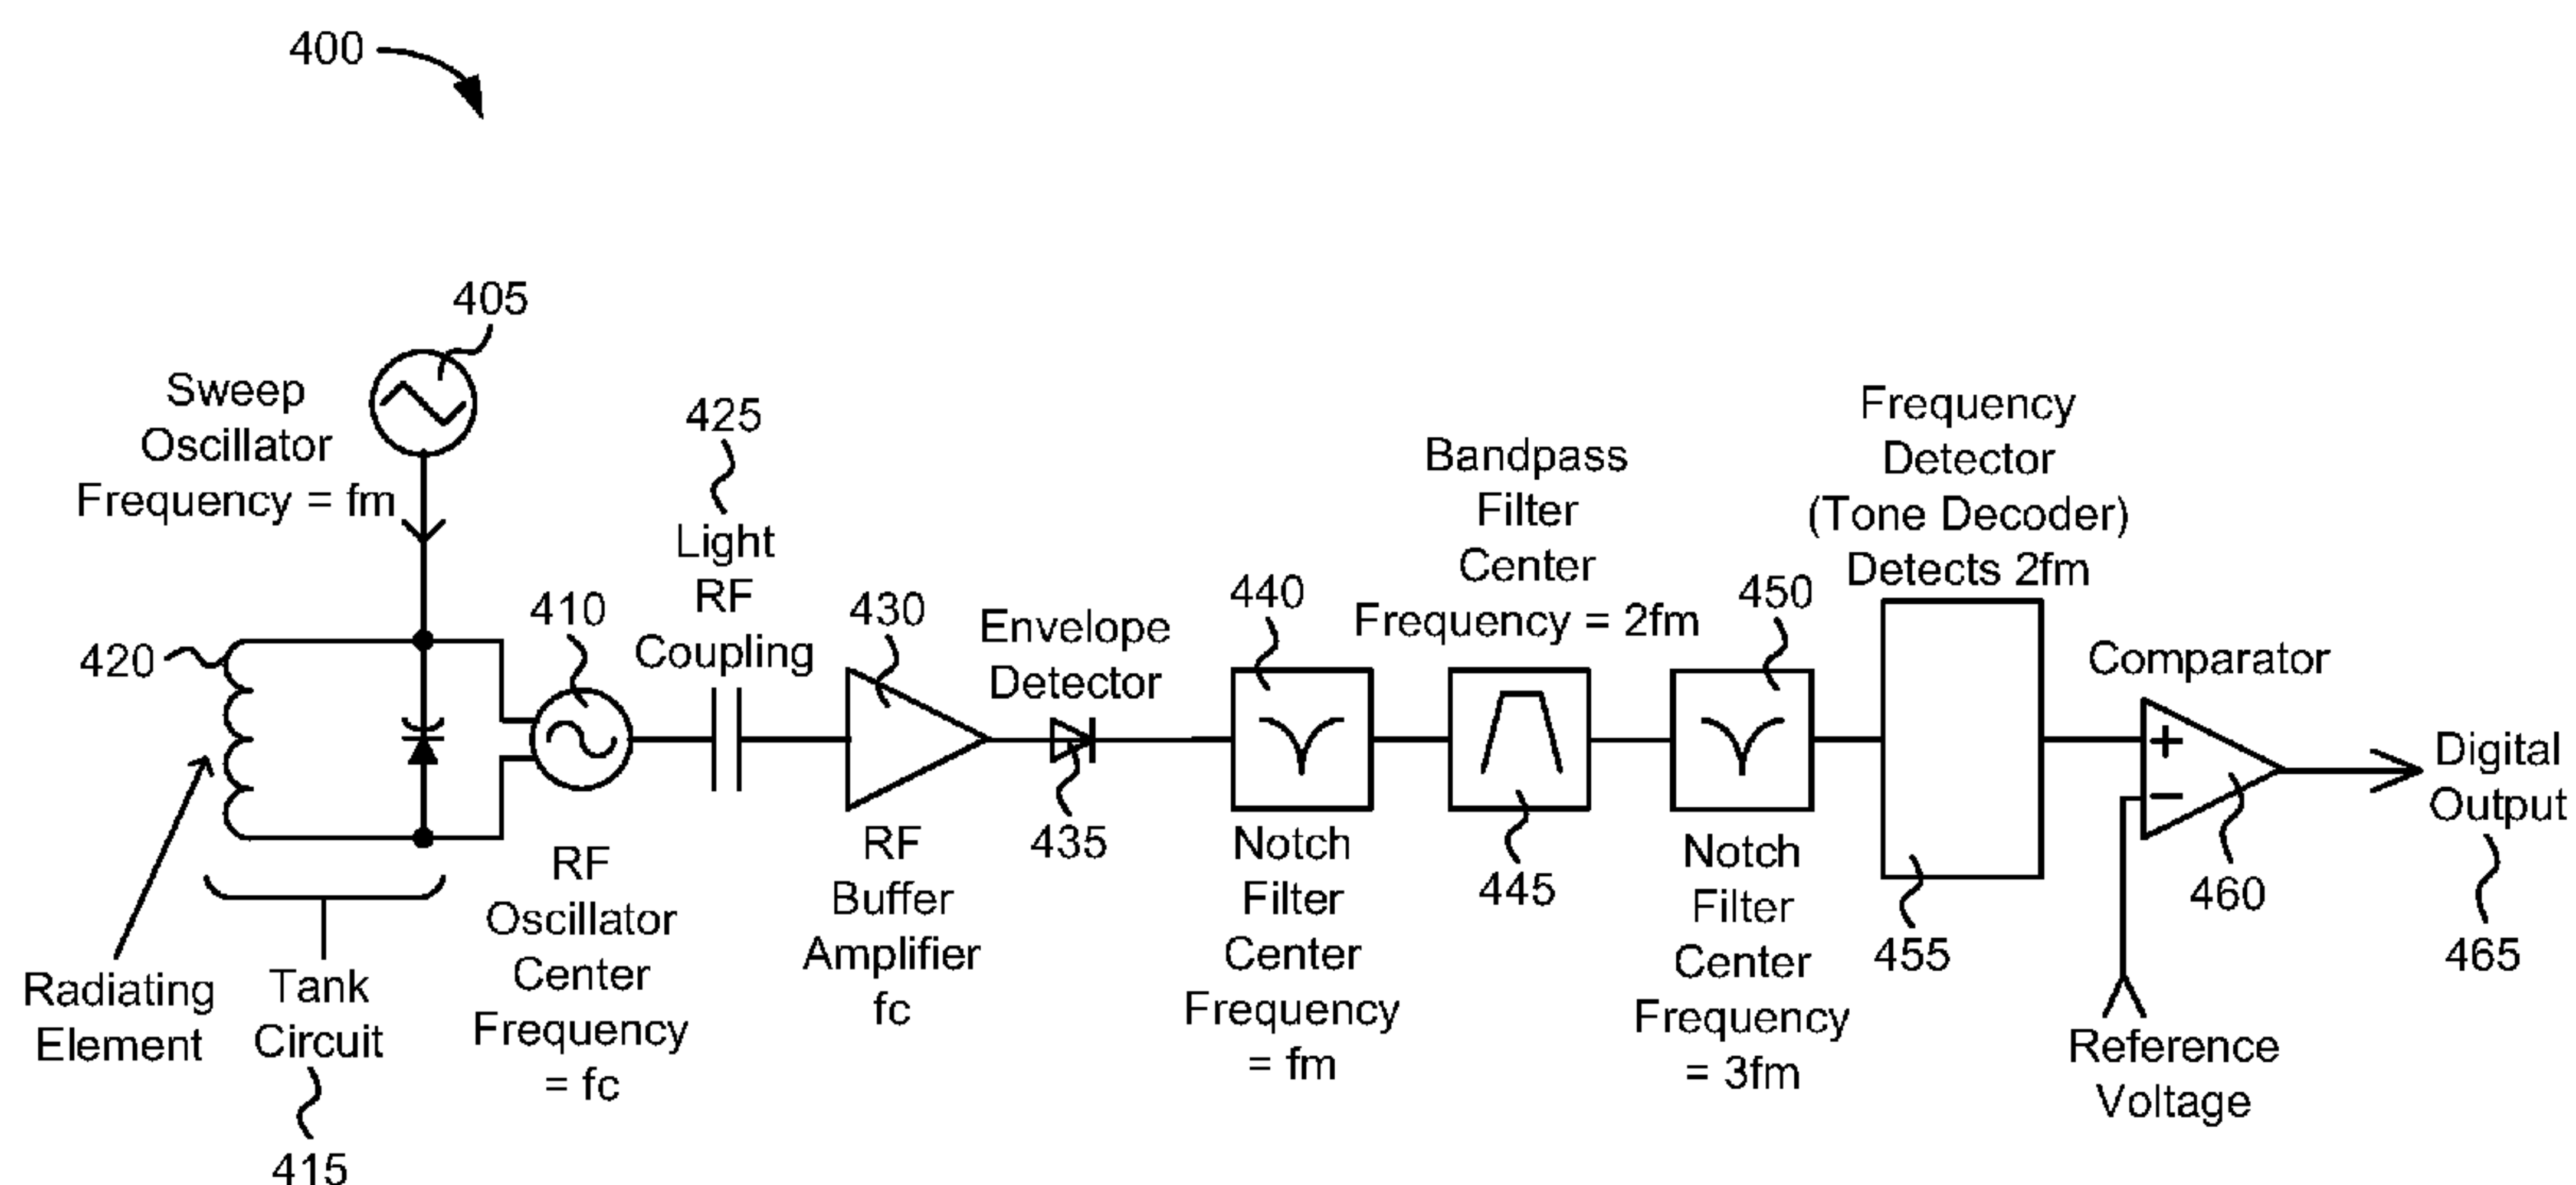 400
405
Sweep
Oscillator
Frequency = fm
420
410
425
Light
RF
Coupling
430
Envelope
Detector
435
440
Bandpass
Filter
Center
Frequency = 2fm
445
450
Frequency
Detector
(Tone Decoder)
Detects 2fm
455
Comparator
+
−
460
Digital
Output
465
Radiating
Element
Tank
Circuit
415
RF
Oscillator
Center
Frequency
= fc
RF
Buffer
Amplifier
fc
Notch
Filter
Center
Frequency
= fm
Notch
Filter
Center
Frequency
= 3fm
Reference
Voltage